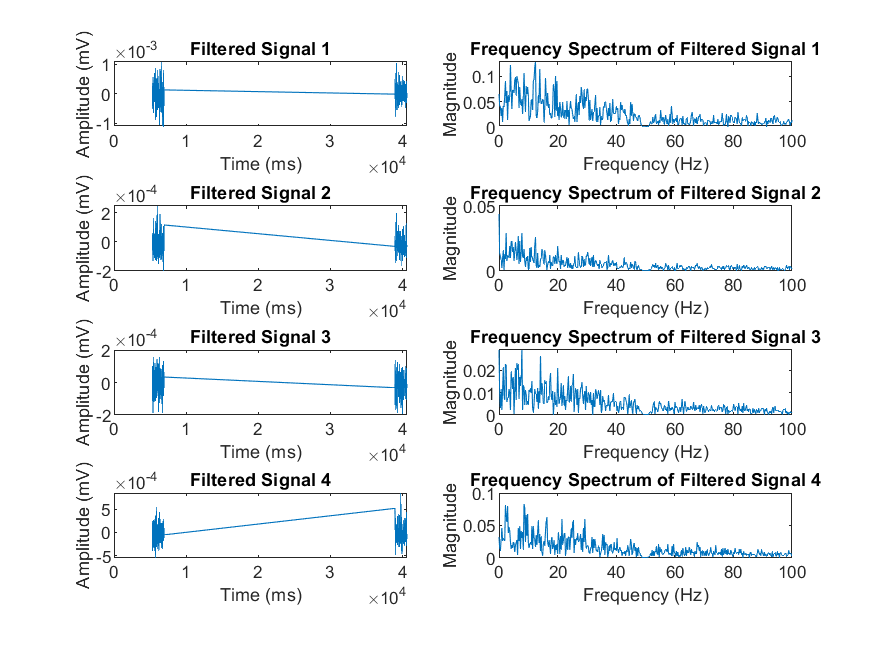 Filtered Signal 1
×10-3
Amplitude (mV)
1
0
-1
0 1 2 3 4
Time (ms)
×104
Frequency Spectrum of Filtered Signal 1
Magnitude
0.1
0.05
0
0 20 40 60 80 100
Frequency (Hz)
Filtered Signal 2
×10-4
Amplitude (mV)
2
0
-2
0 1 2 3 4
Time (ms)
×104
Frequency Spectrum of Filtered Signal 2
Magnitude
0.05
0
0 20 40 60 80 100
Frequency (Hz)
Filtered Signal 3
×10-4
Amplitude (mV)
2
0
-2
0 1 2 3 4
Time (ms)
×104
Frequency Spectrum of Filtered Signal 3
Magnitude
0.02
0.01
0
0 20 40 60 80 100
Frequency (Hz)
Filtered Signal 4
×10-4
Amplitude (mV)
5
0
-5
0 1 2 3 4
Time (ms)
×104
Frequency Spectrum of Filtered Signal 4
Magnitude
0.1
0.05
0
0 20 40 60 80 100
Frequency (Hz)